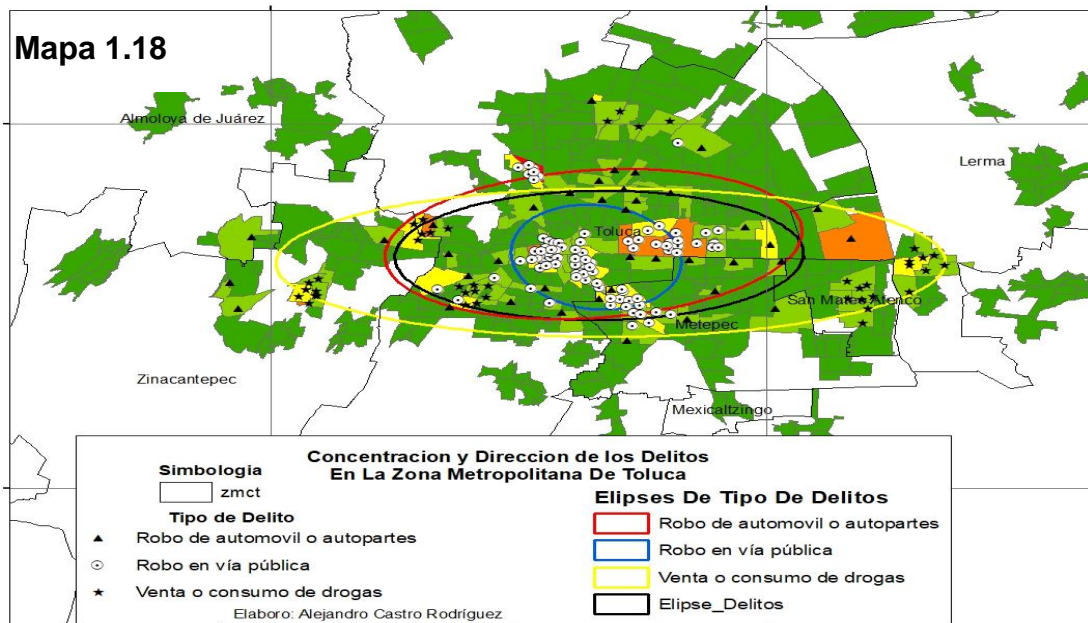 Mapa 1.18
Almoloya de Juárez
Lerma
Toluca
San Mateo Atenco
Metepec
Zinacantepec
Mexicaltzingo
Concentracion y Direccion de los Delitos
En La Zona Metropolitana De Toluca
Simbologia
zmct
Tipo de Delito
Robo de automovil o autopartes
Robo en vía pública
Venta o consumo de drogas
Elaboro: Alejandro Castro Rodríguez
Elipses De Tipo De Delitos
Robo de automovil o autopartes
Robo en vía pública
Venta o consumo de drogas
Elipse_Delitos